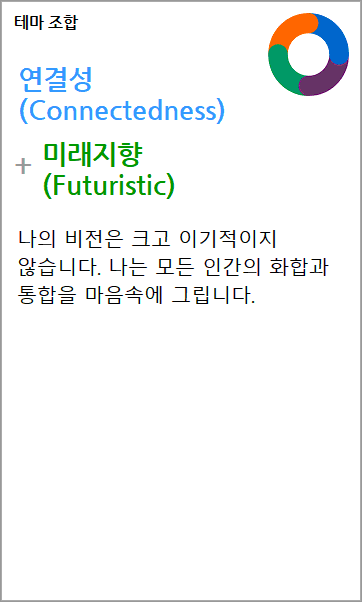 테마 조합
연결성
(Connectedness)
+ 미래지향
(Futuristic)
나의 비전은 크고 이기적이지
않습니다. 나는 모든 인간의 화합과
통합을 마음속에 그립니다.